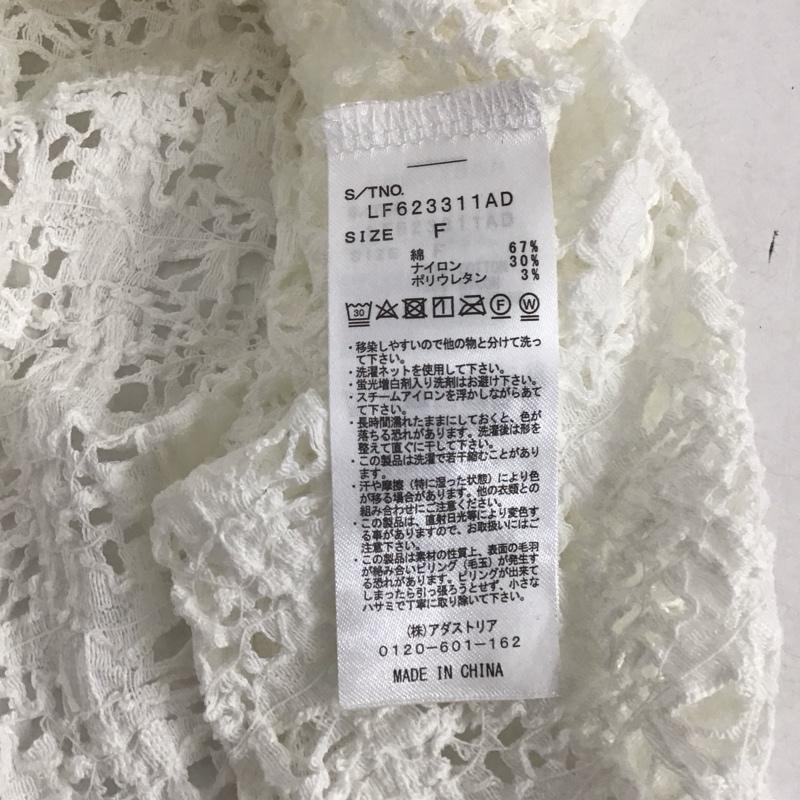 S/TNO.
LF623311AD
SIZE F
綿 67%
ナイロン 30%
ポリウレタン 3%
30 1 F W
・移染しやすいので他の物と分けて洗っ
て下さい。
・洗濯ネットを使用して下さい。
・蛍光増白剤入り洗剤はお避け下さい。
・スチームアイロンを浮かしながらあて
て下さい。
・長時間濡れたままにしておくと、色が
落ちる恐れがあります。洗濯後は形を
整えて直ぐに干して下さい。
・この製品は洗濯で若干縮むことがあり
ます。
・汗や摩擦（特に湿った状態）により色
が移る場合があります。他の衣類との
組み合わせにご注意ください。
・この製品は、直射日光等により変色す
る事がありますので、お取扱いにはご
注意下さい。
・この製品は素材の性質上、表面の毛羽
が絡み合いピリング（毛玉）が発生す
る恐れがあります。ピリングが出来て
しまったら引っ張ろうとせず、小さな
ハサミで丁寧に取り除いて下さい。
(株)アダストリア
0120-601-162
MADE IN CHINA